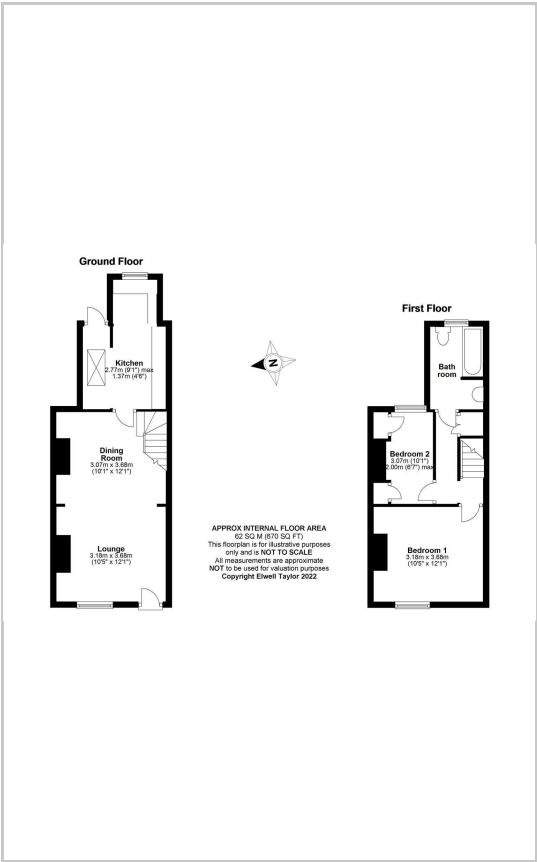 Ground Floor
Kitchen
2.77m (9'1") max
1.37m (4'6")
Dining
Room
3.07m x 3.68m
(10'1" x 12'1")
Lounge
3.18m x 3.68m
(10'5" x 12'1")
N
APPROX INTERNAL FLOOR AREA
62 SQ M (670 SQ FT)
This floorplan is for illustrative purposes
only and is NOT TO SCALE
All measurements are approximate
NOT to be used for valuation purposes
Copyright Elwell Taylor 2022
First Floor
Bath
room
Bedroom 2
3.07m (10'1")
2.00m (6'7") max
Bedroom 1
3.18m x 3.68m
(10'5" x 12'1")